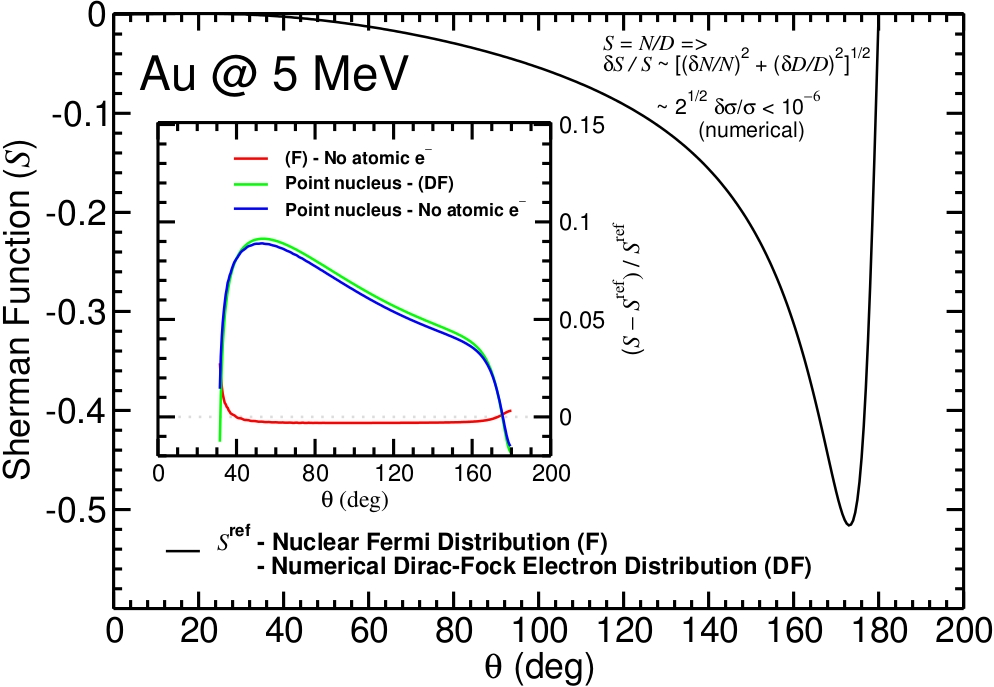 Au @ 5 MeV
S = N/D =>
δS / S ~ [(δN/N)² + (δD/D)²]^1/2
~ 2^1/2 δσ/σ < 10⁻⁶
(numerical)
Sherman Function (S)
0
-0.1
-0.2
-0.3
-0.4
-0.5
(F) - No atomic e⁻
Point nucleus - (DF)
Point nucleus - No atomic e⁻
0.15
0.1
0.05
0
(S − S^ref) / S^ref
0 40 80 120 160 200
θ (deg)
S^ref - Nuclear Fermi Distribution (F)
- Numerical Dirac-Fock Electron Distribution (DF)
0 20 40 60 80 100 120 140 160 180 200
θ (deg)